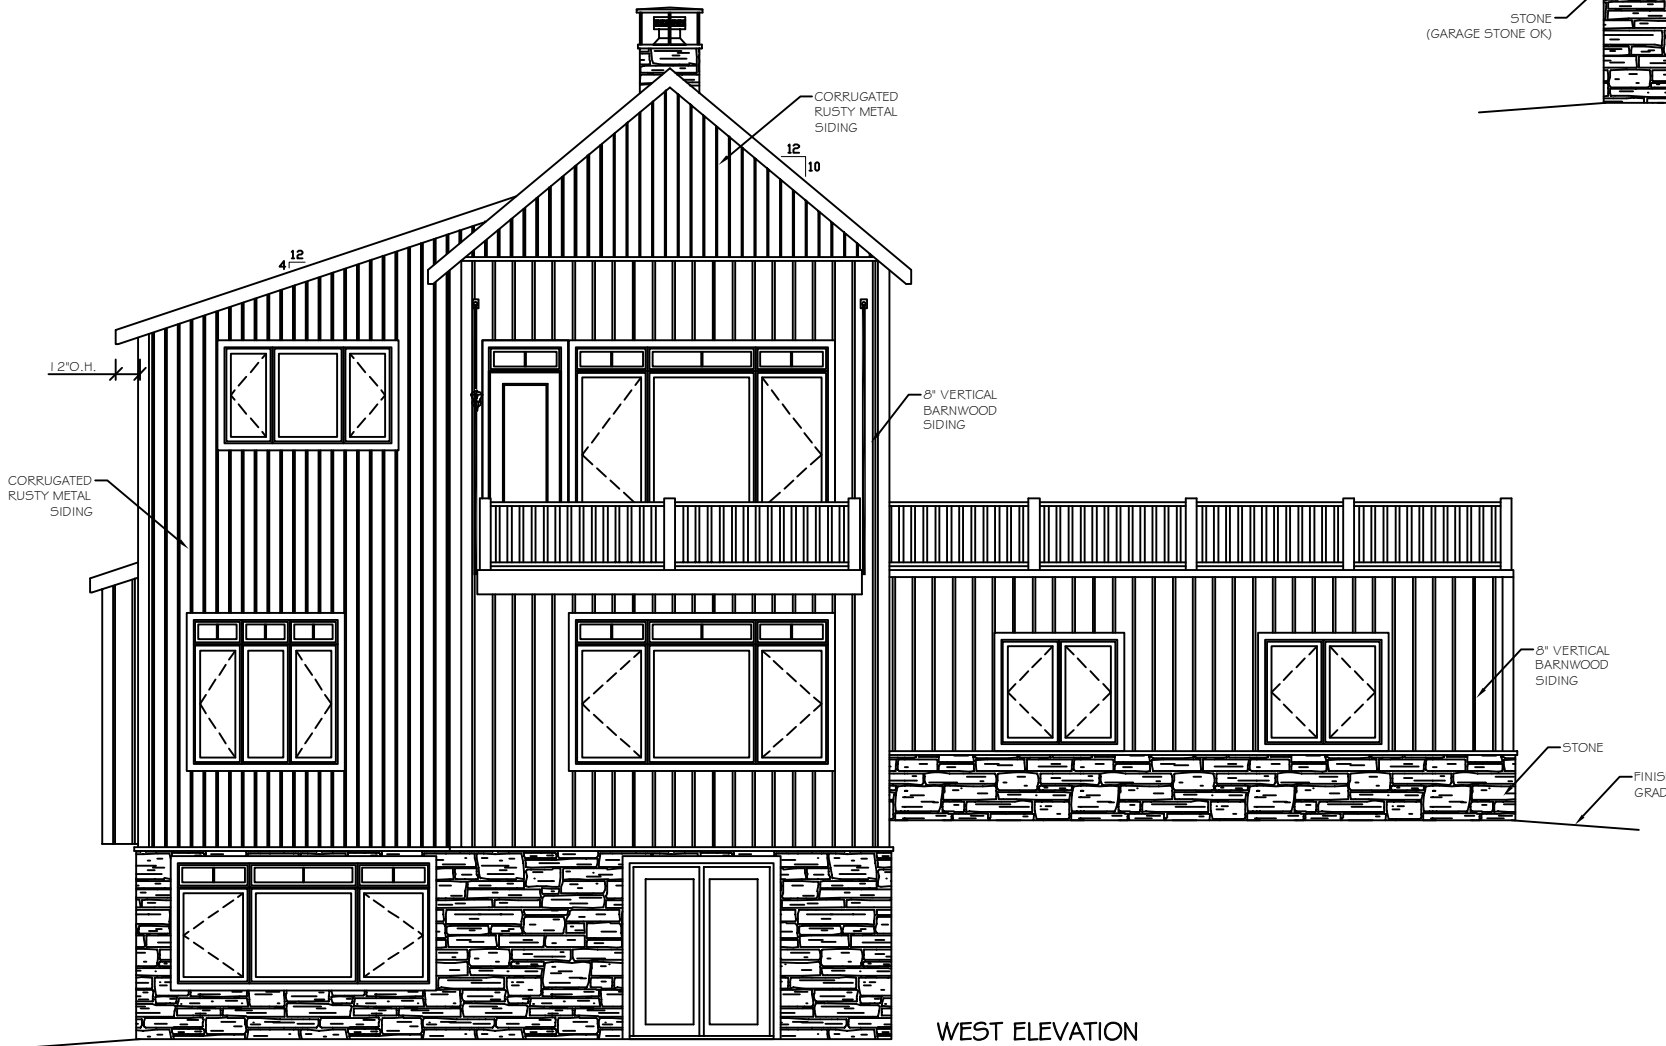 STONE
(GARAGE STONE OK)
CORRUGATED
RUSTY METAL
SIDING
12
10
12
4
12"O.H.
8" VERTICAL
BARNWOOD
SIDING
CORRUGATED
RUSTY METAL
SIDING
8" VERTICAL
BARNWOOD
SIDING
STONE
FINIS
GRAD
WEST ELEVATION